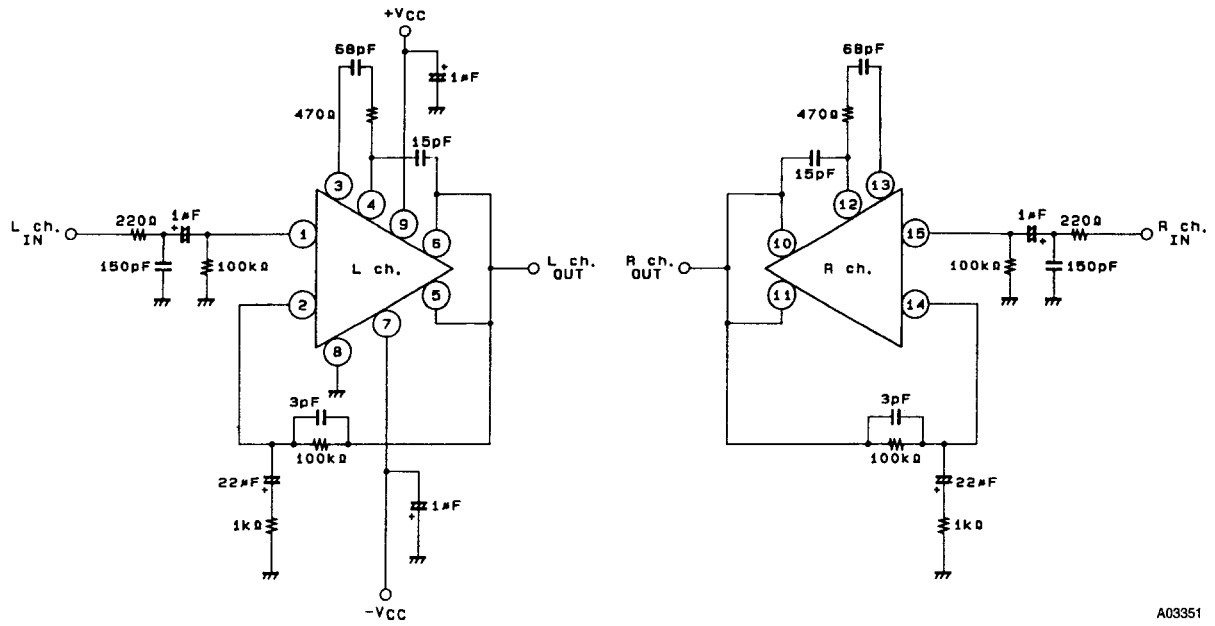 +VCC
68pF
1µF
470Ω
15pF
3
4
9
6
L ch.
IN
220Ω
1µF
150pF
100kΩ
1
2
L ch.
5
7
8
L ch.
OUT
3pF
100kΩ
22µF
1kΩ
1µF
-VCC
68pF
470Ω
15pF
13
12
10
R ch.
OUT
R ch.
11
15
14
1µF
220Ω
R ch.
IN
100kΩ
150pF
3pF
100kΩ
22µF
1kΩ
A03351